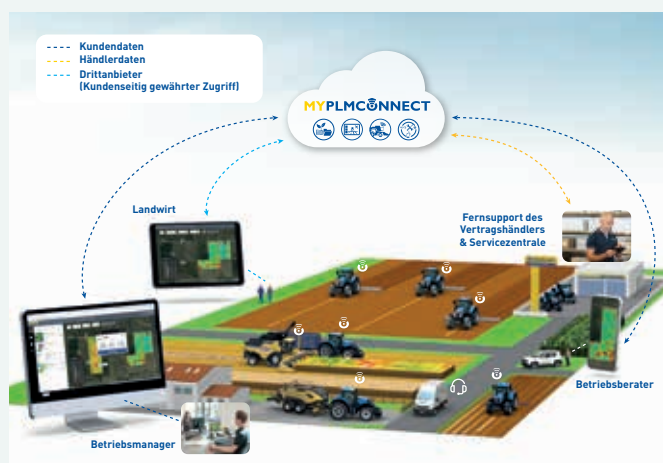 Kundendaten
Händlerdaten
Drittanbieter
(Kundenseitig gewährter Zugriff)
MYPLMCONNECT
Landwirt
Fernsupport des
Vertragshändlers
& Servicezentrale
Betriebsberater
Betriebsmanager